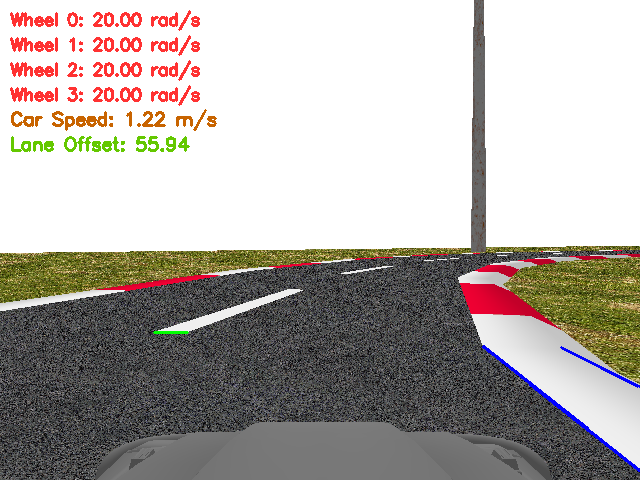 Wheel 0: 20.00 rad/s
Wheel 1: 20.00 rad/s
Wheel 2: 20.00 rad/s
Wheel 3: 20.00 rad/s
Car Speed: 1.22 m/s
Lane Offset: 55.94